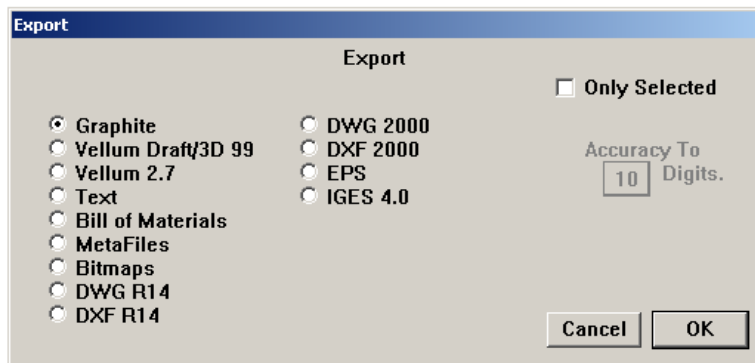 Export
Export
Only Selected
Graphite
Vellum Draft/3D 99
Vellum 2.7
Text
Bill of Materials
MetaFiles
Bitmaps
DWG R14
DXF R14
DWG 2000
DXF 2000
EPS
IGES 4.0
Accuracy To
10 Digits.
Cancel OK